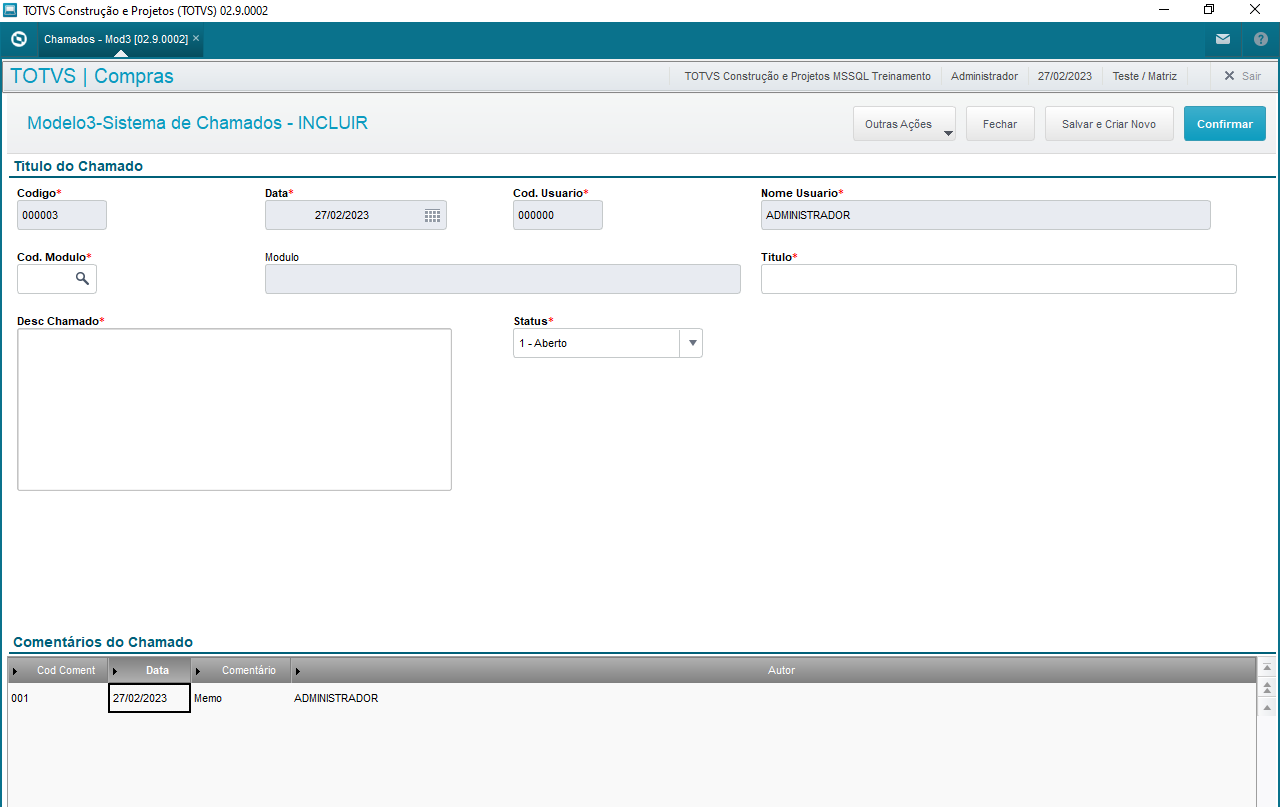 TOTVS Construção e Projetos (TOTVS) 02.9.0002
Chamados - Mod3 [02.9.0002] ×
TOTVS | Compras
TOTVS Construção e Projetos MSSQL Treinamento
Administrador
27/02/2023
Teste / Matriz
Sair
Modelo3-Sistema de Chamados - INCLUIR
Outras Ações
Fechar
Salvar e Criar Novo
Confirmar
Titulo do Chamado
Codigo*
Data*
Cod. Usuario*
Nome Usuario*
000003
27/02/2023
000000
ADMINISTRADOR
Cod. Modulo*
Modulo
Titulo*
Desc Chamado*
Status*
1 - Aberto
Comentários do Chamado
Cod Coment
Data
Comentário
Autor
001
27/02/2023
Memo
ADMINISTRADOR